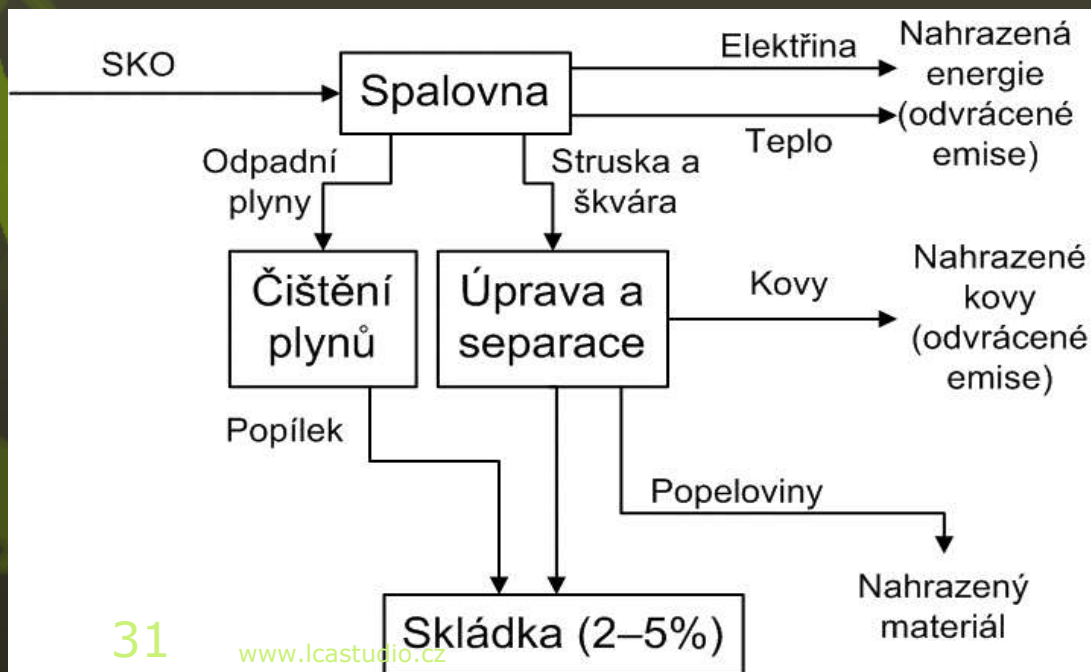 SKO
Spalovna
Elektřina
Teplo
Nahrazená
energie
(odvrácené
emise)
Odpadní
plyny
Struska a
škvára
Čištění
plynů
Úprava a
separace
Kovy
Nahrazené
kovy
(odvrácené
emise)
Popílek
Popeloviny
Nahrazený
materiál
Skládka (2–5%)
31
www.lcastudio.cz